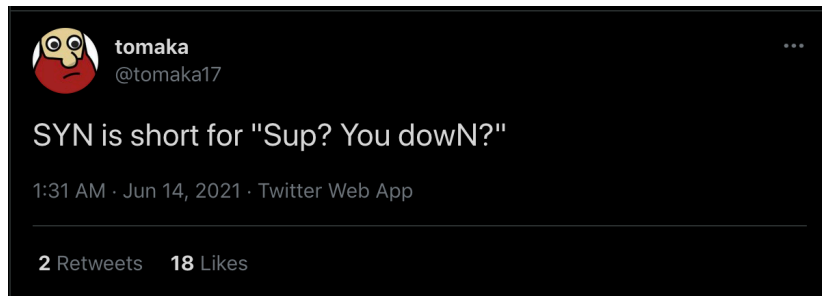 tomaka
@tomaka17
SYN is short for "Sup? You dowN?"
1:31 AM · Jun 14, 2021 · Twitter Web App
2 Retweets 18 Likes